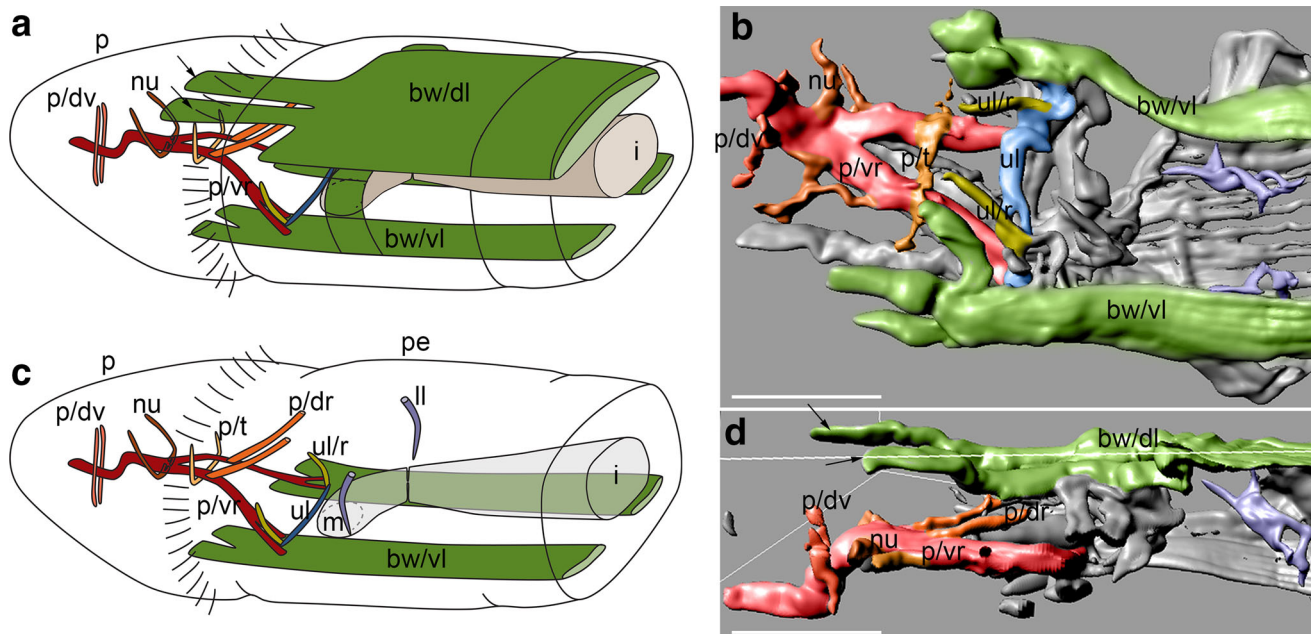 a
p
p/dv
nu
bw/dl
i
p/vr
bw/vl
b
nu
ul/r
bw/vl
p/dv
p/vr
p/t
ul
ul/r
bw/vl
c
pe
p
p/dv
nu
p/t
p/dr
ll
ul/r
i
p/vr
ul
m
bw/vl
d
bw/dl
p/dv
p/dr
nu
p/vr